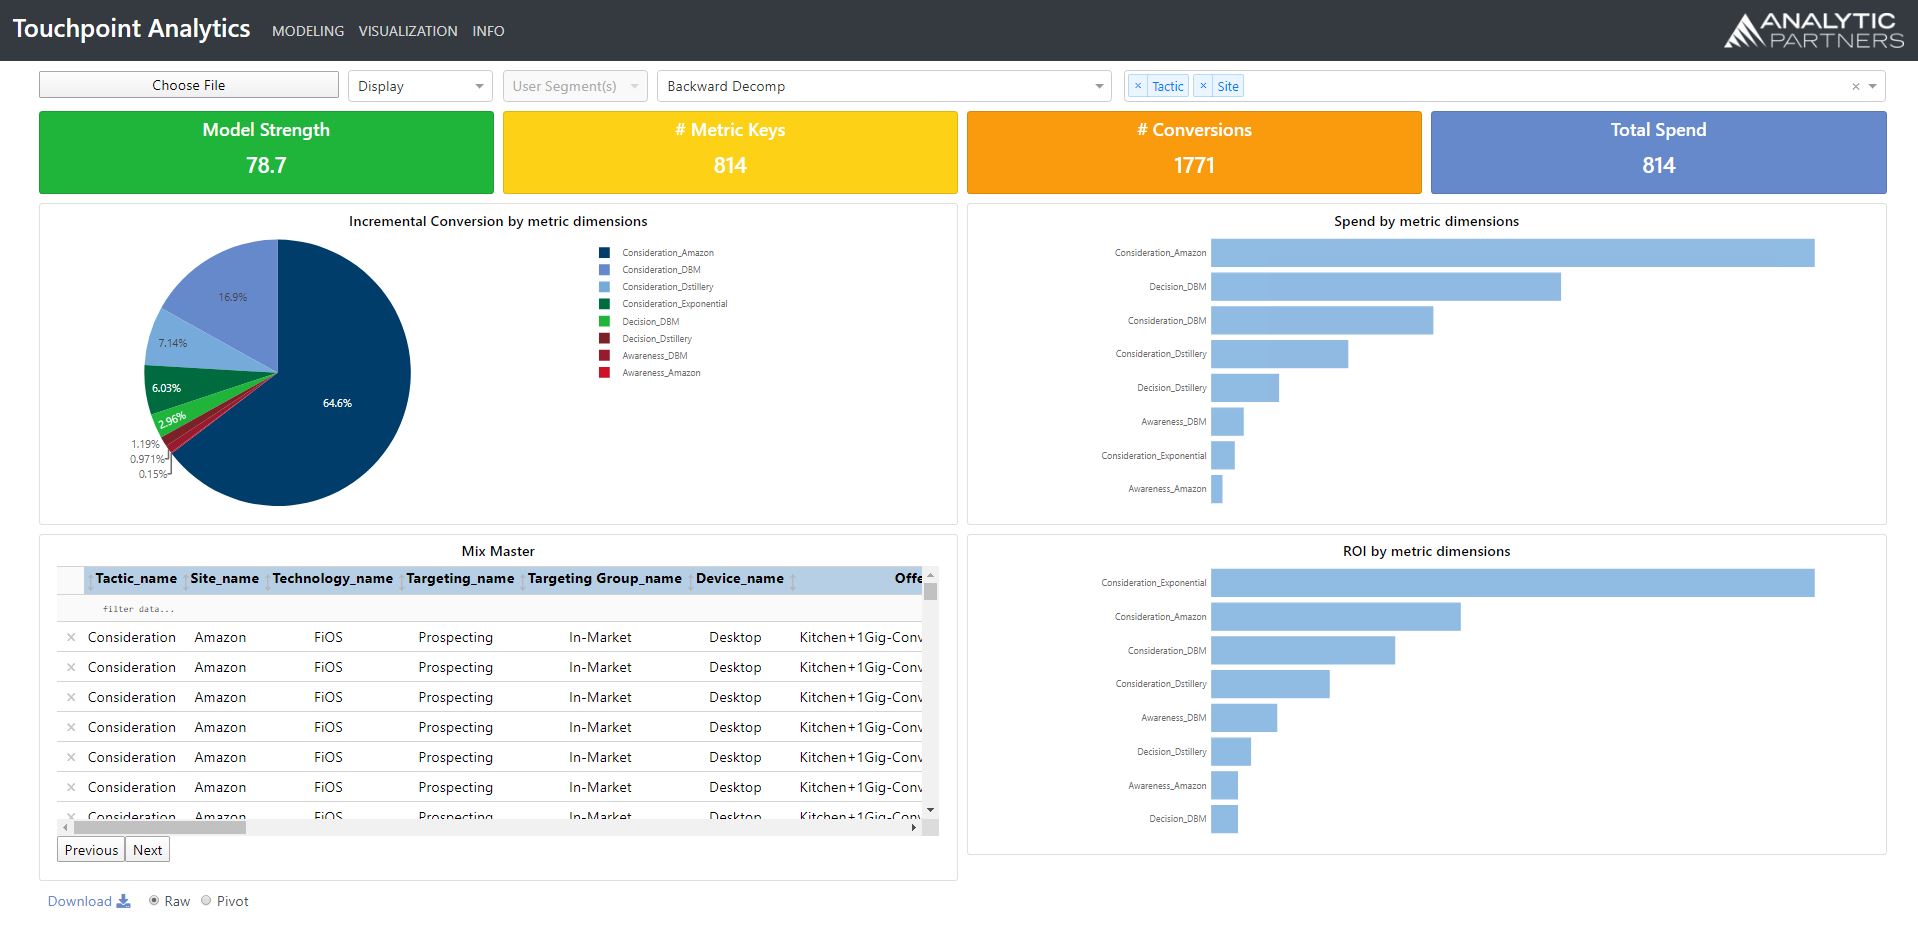 Touchpoint Analytics MODELING VISUALIZATION INFO
ANALYTIC
PARTNERS
Choose File Display User Segment(s) Backward Decomp × Tactic × Site ×
Model Strength
78.7
# Metric Keys
814
# Conversions
1771
Total Spend
814
Incremental Conversion by metric dimensions
16.9%
7.14%
6.03%
2.96%
1.19%
0.971%
0.15%
64.6%
Consideration_Amazon
Consideration_DBM
Consideration_Dstillery
Consideration_Exponential
Decision_DBM
Decision_Dstillery
Awareness_DBM
Awareness_Amazon
Spend by metric dimensions
Consideration_Amazon
Decision_DBM
Consideration_DBM
Consideration_Dstillery
Decision_Dstillery
Awareness_DBM
Consideration_Exponential
Awareness_Amazon
Mix Master
Tactic_name Site_name Technology_name Targeting_name Targeting Group_name Device_name Offe
filter data...
× Consideration Amazon FiOS Prospecting In-Market Desktop Kitchen+1Gig-Conv
× Consideration Amazon FiOS Prospecting In-Market Desktop Kitchen+1Gig-Conv
× Consideration Amazon FiOS Prospecting In-Market Desktop Kitchen+1Gig-Conv
× Consideration Amazon FiOS Prospecting In-Market Desktop Kitchen+1Gig-Conv
× Consideration Amazon FiOS Prospecting In-Market Desktop Kitchen+1Gig-Conv
× Consideration Amazon FiOS Prospecting In-Market Desktop Kitchen+1Gig-Conv
× Consideration Amazon FiOS Prospecting In-Market Desktop Kitchen+1Gig-Conv
Previous Next
ROI by metric dimensions
Consideration_Exponential
Consideration_Amazon
Consideration_DBM
Consideration_Dstillery
Awareness_DBM
Decision_Dstillery
Awareness_Amazon
Decision_DBM
Download Raw Pivot